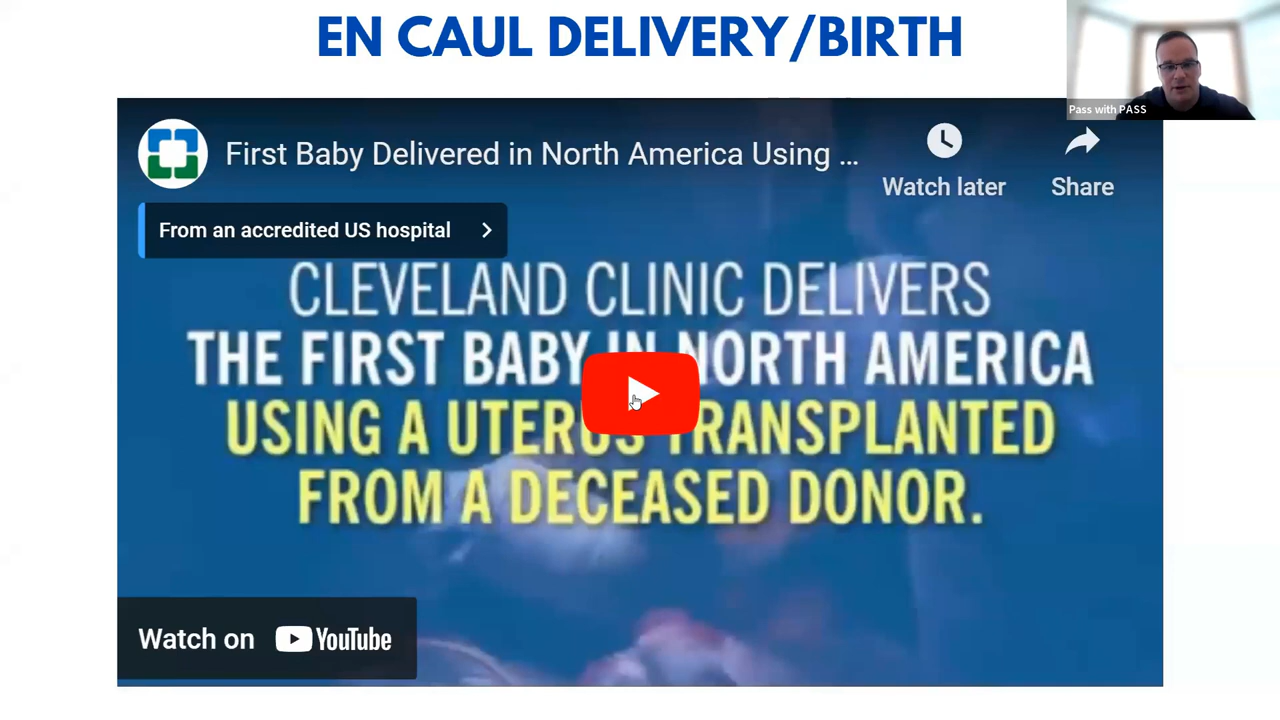 EN CAUL DELIVERY/BIRTH
Pass with PASS
First Baby Delivered in North America Using ...
Watch later
Share
From an accredited US hospital
CLEVELAND CLINIC DELIVERS
THE FIRST BABY IN NORTH AMERICA
USING A UTERUS TRANSPLANTED
FROM A DECEASED DONOR.
Watch on YouTube